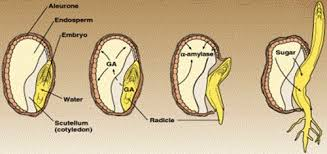 Aleurone
Endosperm
Embryo
GA
GA
α-amylase
Sugar
Water
Scutellum
(cotyledon)
Radicle